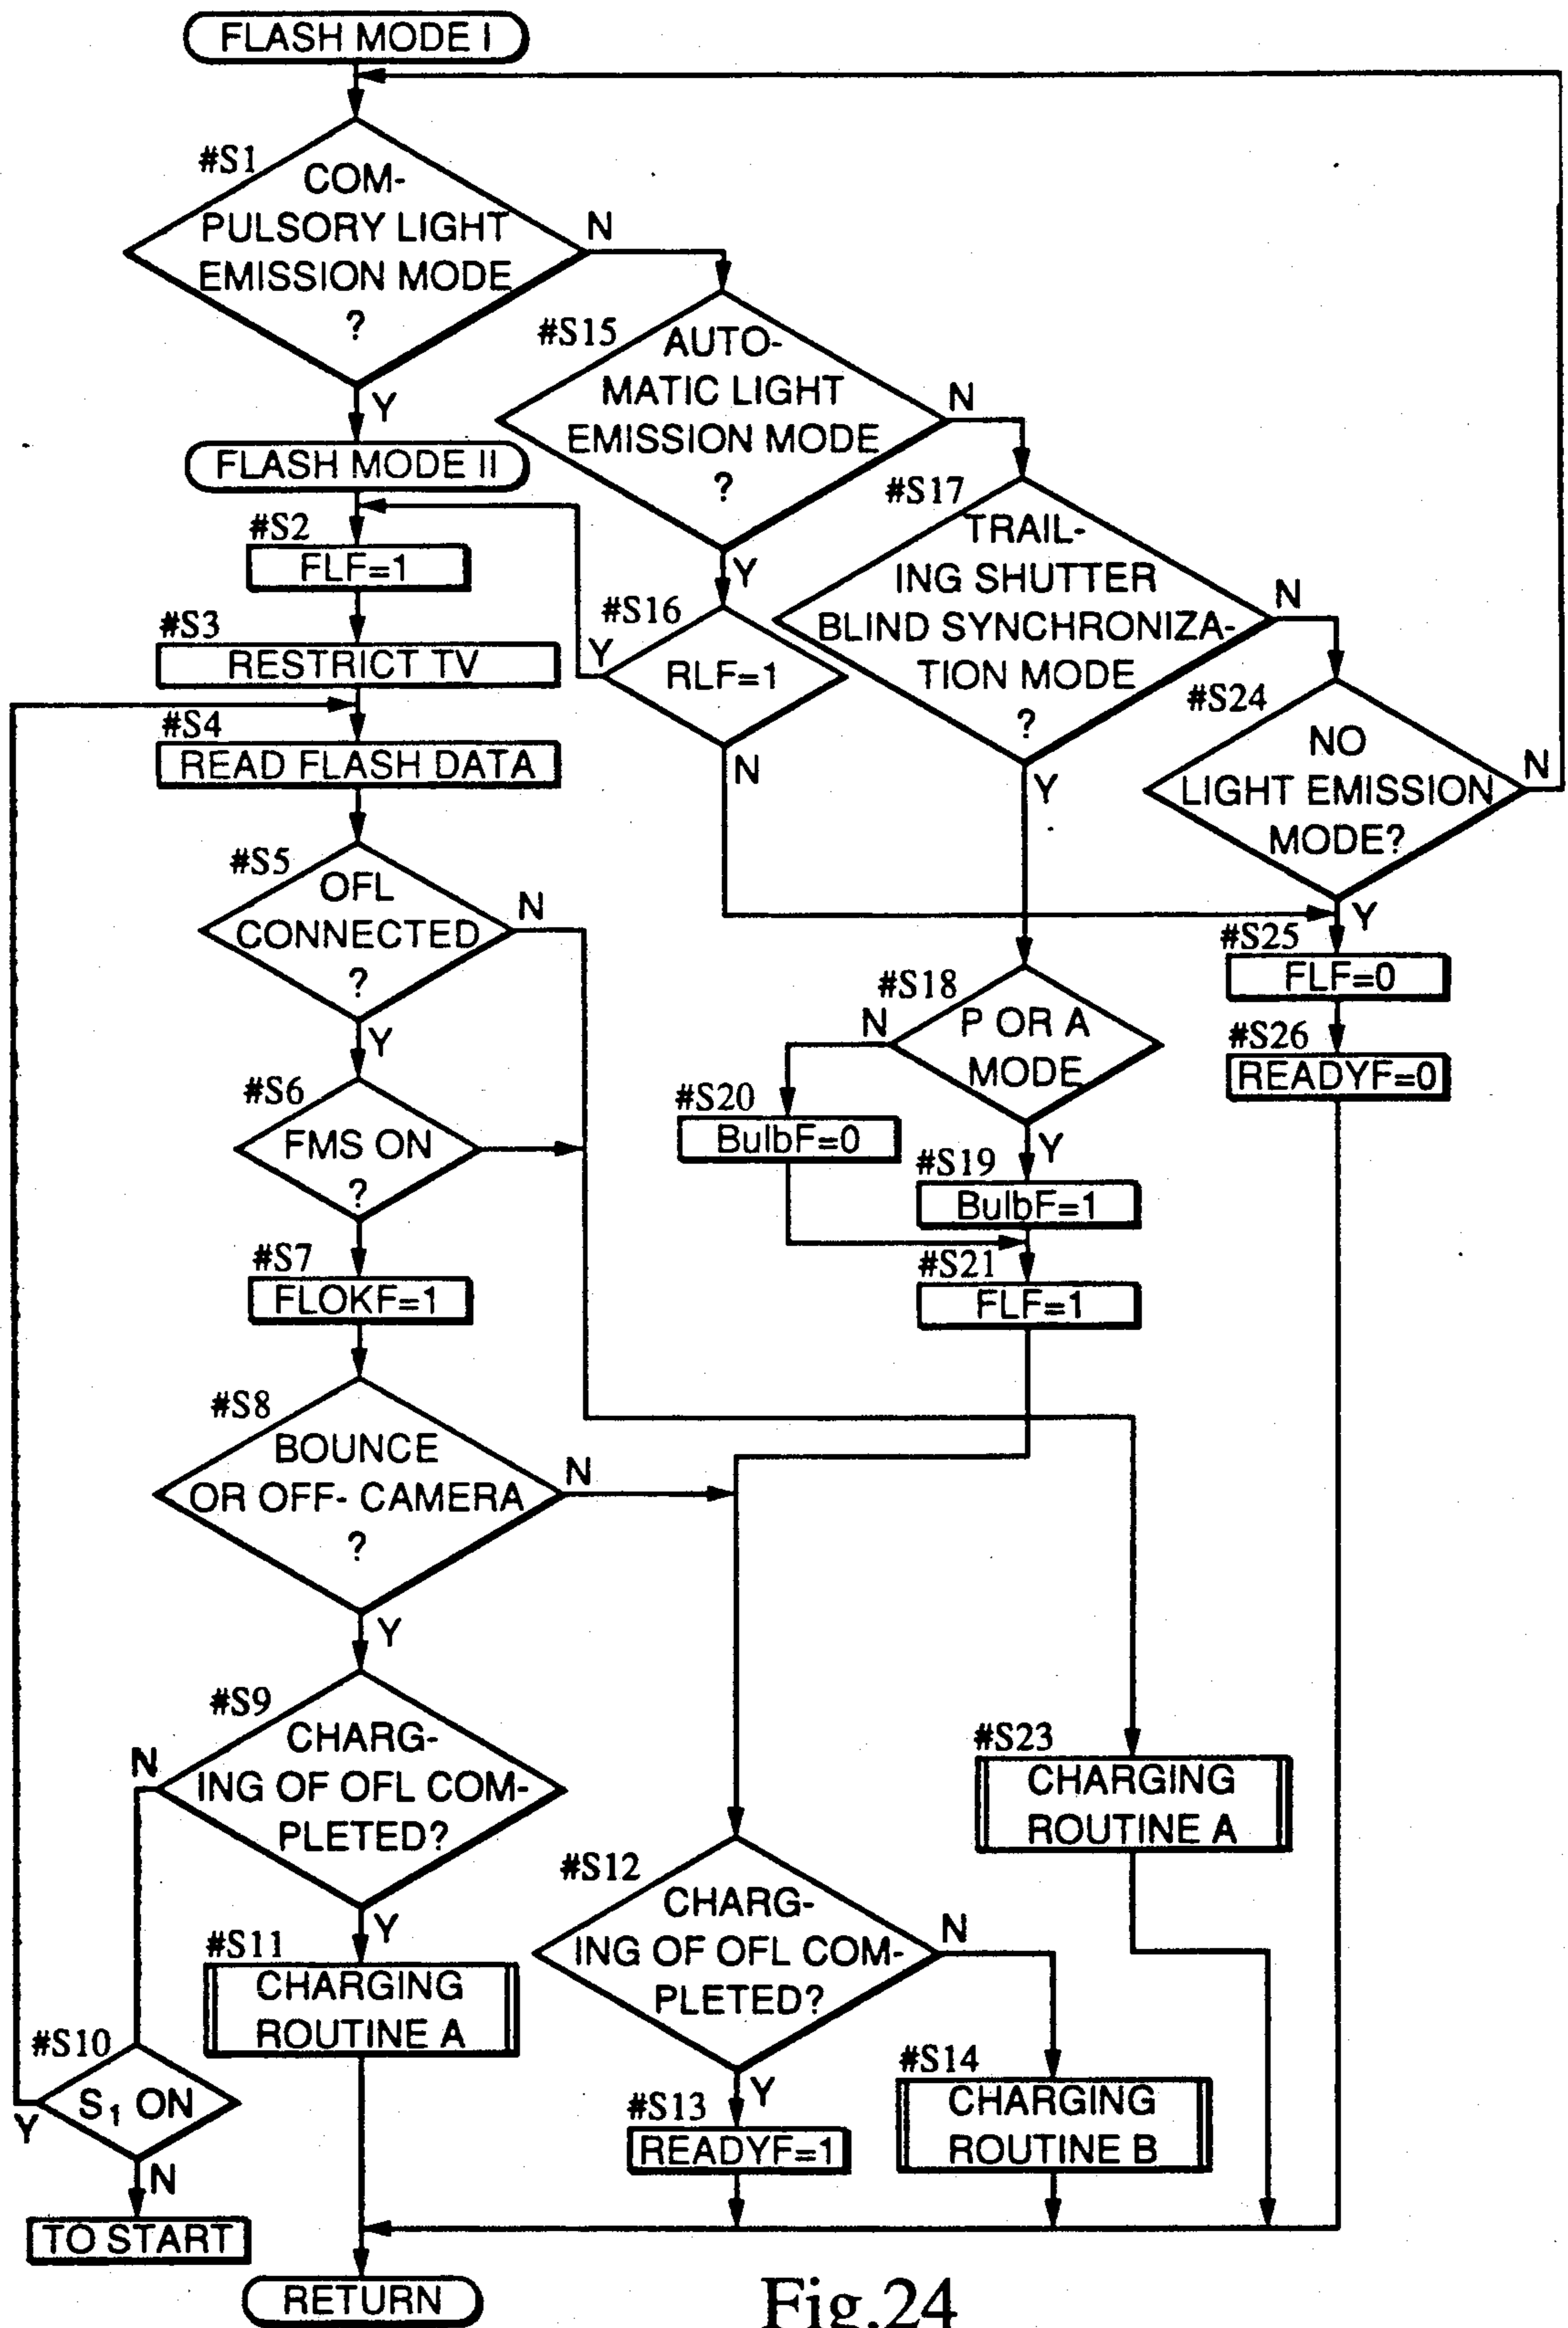 FLASH MODE I
#S1
COM-
PULSORY LIGHT
EMISSION MODE
?
N
Y
#S15
AUTO-
MATIC LIGHT
EMISSION MODE
?
N
Y
FLASH MODE II
#S2
FLF=1
#S3
RESTRICT TV
#S4
READ FLASH DATA
#S16
RLF=1
Y
N
#S17
TRAIL-
ING SHUTTER
BLIND SYNCHRONIZA-
TION MODE
?
N
Y
#S24
NO
LIGHT EMISSION
MODE?
N
Y
#S25
FLF=0
#S26
READYF=0
#S5
OFL
CONNECTED
?
N
Y
#S6
FMS ON
?
#S7
FLOKF=1
#S18
P OR A
MODE
N
Y
#S20
BulbF=0
#S19
BulbF=1
#S21
FLF=1
#S8
BOUNCE
OR OFF- CAMERA
?
N
Y
#S9
CHARG-
ING OF OFL COM-
PLETED?
N
Y
#S23
CHARGING
ROUTINE A
#S12
CHARG-
ING OF OFL COM-
PLETED?
N
Y
#S11
CHARGING
ROUTINE A
#S10
S1 ON
Y
N
TO START
#S13
READYF=1
#S14
CHARGING
ROUTINE B
RETURN
Fig.24